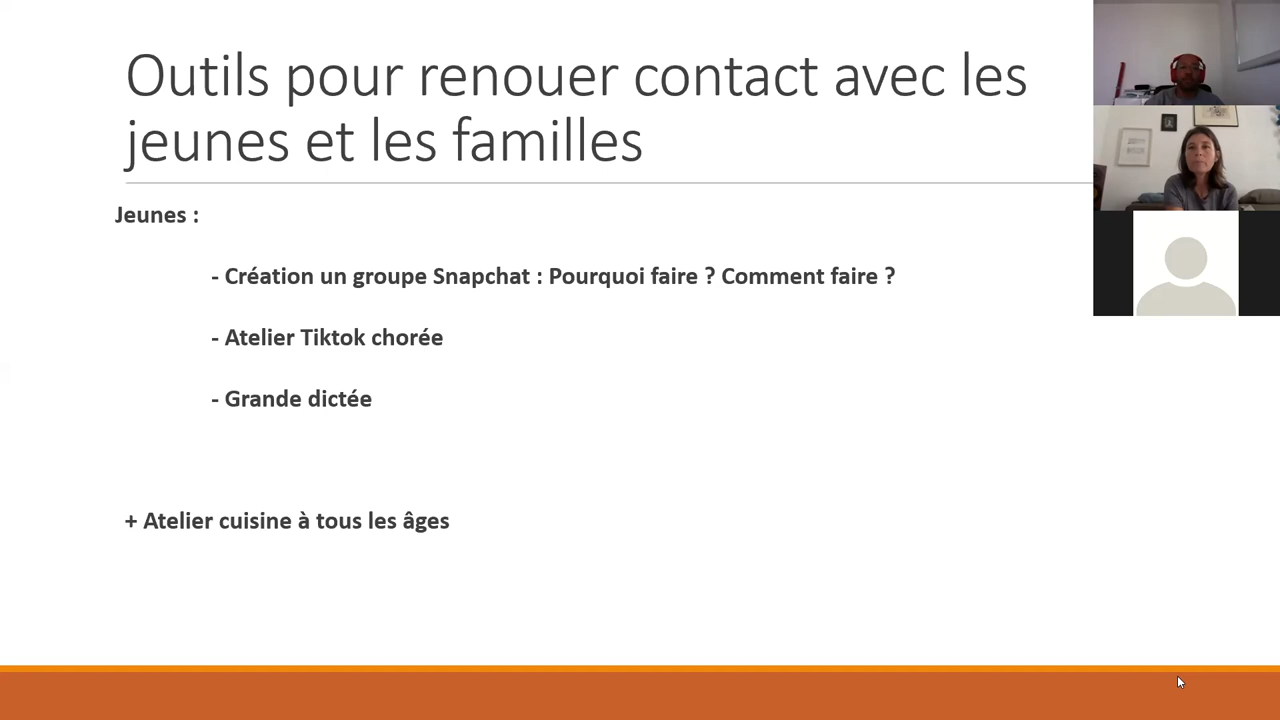 Outils pour renouer contact avec les
jeunes et les familles
Jeunes :
- Création un groupe Snapchat : Pourquoi faire ? Comment faire ?
- Atelier Tiktok chorée
- Grande dictée
+ Atelier cuisine à tous les âges